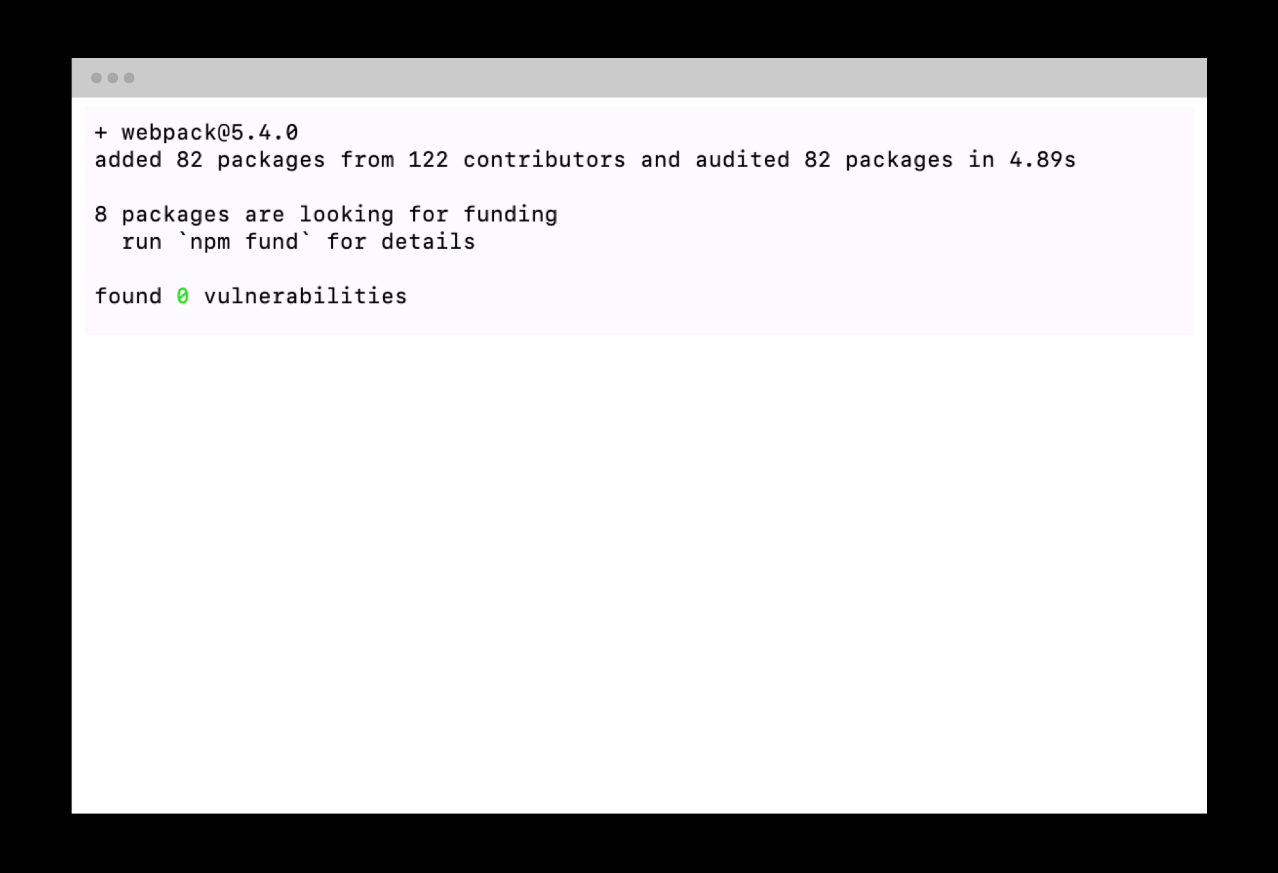 + webpack@5.4.0
added 82 packages from 122 contributors and audited 82 packages in 4.89s
8 packages are looking for funding
  run `npm fund` for details
found 0 vulnerabilities